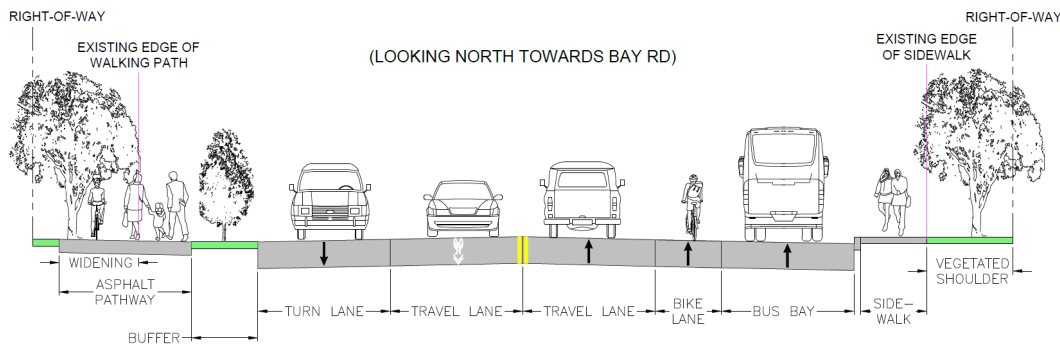 RIGHT-OF-WAY
RIGHT-OF-WAY
EXISTING EDGE OF
WALKING PATH
(LOOKING NORTH TOWARDS BAY RD)
EXISTING EDGE
OF SIDEWALK
WIDENING
ASPHALT
PATHWAY
BUFFER
TURN LANE
TRAVEL LANE
TRAVEL LANE
BIKE
LANE
BUS BAY
SIDE-
WALK
VEGETATED
SHOULDER